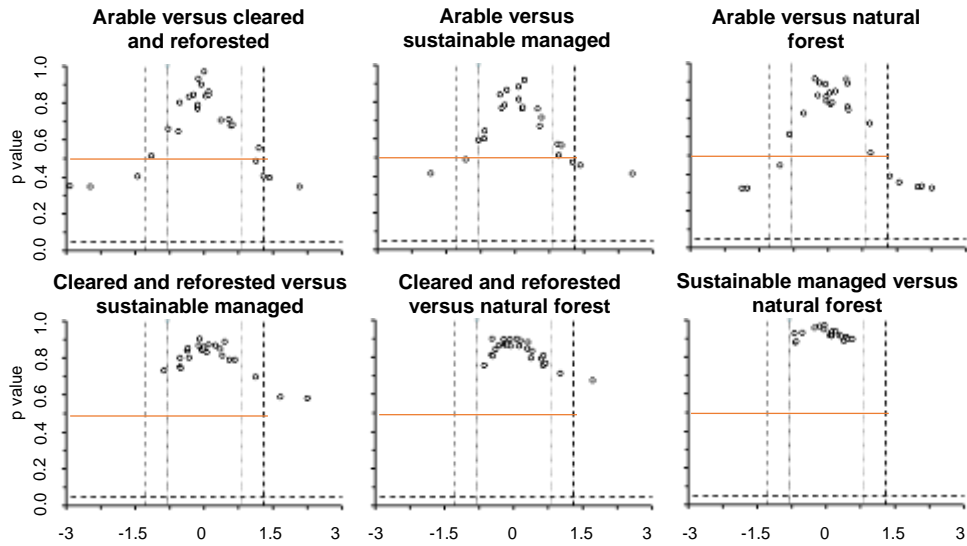 Arable versus cleared
and reforested
Arable versus
sustainable managed
Arable versus natural
forest
p value
1.0
0.8
0.6
0.4
0.2
0.0
Cleared and reforested versus
sustainable managed
Cleared and reforested
versus natural forest
Sustainable managed versus
natural forest
p value
1.0
0.8
0.6
0.4
0.2
0.0
-3 -1.5 0 1.5 3
-3 -1.5 0 1.5 3
-3 -1.5 0 1.5 3